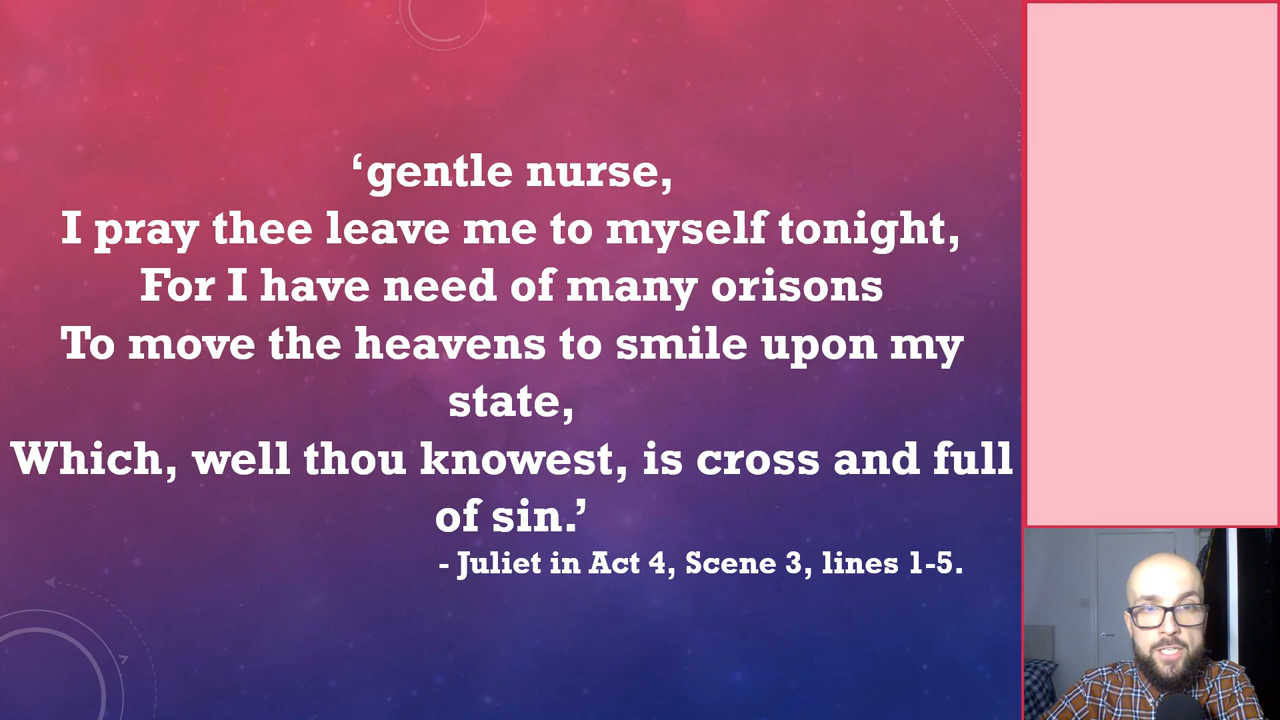 ‘gentle nurse,
I pray thee leave me to myself tonight,
For I have need of many orisons
To move the heavens to smile upon my
state,
Which, well thou knowest, is cross and full
of sin.’
- Juliet in Act 4, Scene 3, lines 1-5.